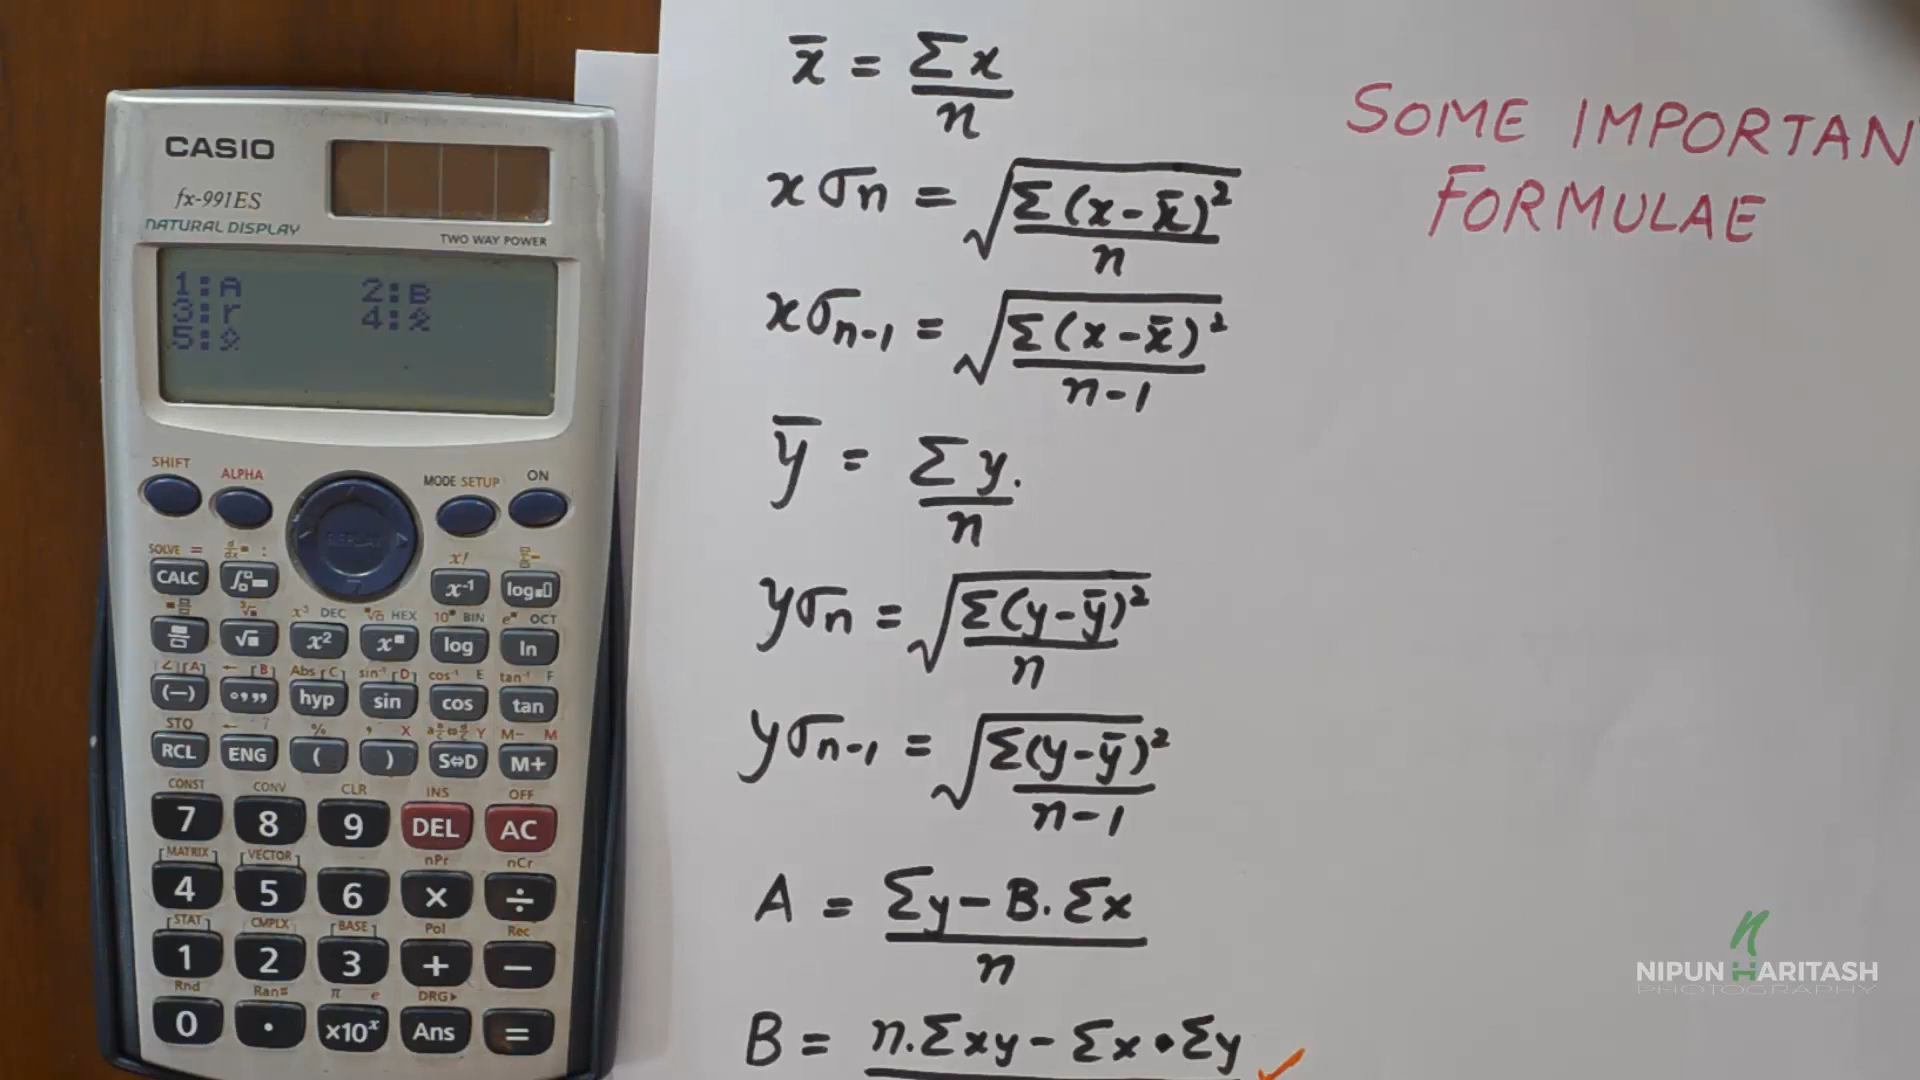 CASIO
fx-991ES
NATURAL DISPLAY
TWO WAY POWER
1:A 2:B
3:r 4:x̂
5:ŷ
SHIFT ALPHA MODE SETUP ON
REPLAY
SOLVE = d/dx : x!
CALC ∫ x⁻¹ log
³√ x³ DEC HEX 10 BIN e OCT
√ x² x log ln
∠ [A] ← [B] Abs [C] sin⁻¹ [D] cos⁻¹ E tan⁻¹ F
(−) °,,, hyp sin cos tan
STO ← % , X Y M− M
RCL ENG ( ) S⇔D M+
CONST CONV CLR INS OFF
7 8 9 DEL AC
[MATRIX] [VECTOR] nPr nCr
4 5 6 × ÷
[STAT] CMPLX [BASE] Pol Rec
1 2 3 + −
Rnd Ran# π e DRG▸
0 . ×10ˣ Ans =
x̄ = Σx/n
xσn = √(Σ(x-x̄)²/n)
xσn-1 = √(Σ(x-x̄)²/n-1)
ȳ = Σy./n
yσn = √(Σ(y-ȳ)²/n)
yσn-1 = √(Σ(y-ȳ)²/n-1)
A = Σy-B.Σx/n
B = n.Σxy-Σx•Σy
SOME IMPORTAN
FORMULAE
NIPUN HARITASH
PHOTOGRAPHY